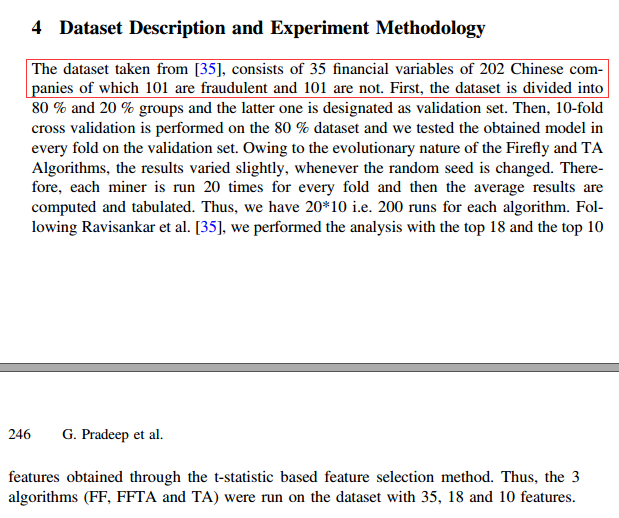 4 Dataset Description and Experiment Methodology
The dataset taken from [35], consists of 35 financial variables of 202 Chinese com-
panies of which 101 are fraudulent and 101 are not. First, the dataset is divided into
80 % and 20 % groups and the latter one is designated as validation set. Then, 10-fold
cross validation is performed on the 80 % dataset and we tested the obtained model in
every fold on the validation set. Owing to the evolutionary nature of the Firefly and TA
Algorithms, the results varied slightly, whenever the random seed is changed. There-
fore, each miner is run 20 times for every fold and then the average results are
computed and tabulated. Thus, we have 20*10 i.e. 200 runs for each algorithm. Fol-
lowing Ravisankar et al. [35], we performed the analysis with the top 18 and the top 10
246 G. Pradeep et al.
features obtained through the t-statistic based feature selection method. Thus, the 3
algorithms (FF, FFTA and TA) were run on the dataset with 35, 18 and 10 features.